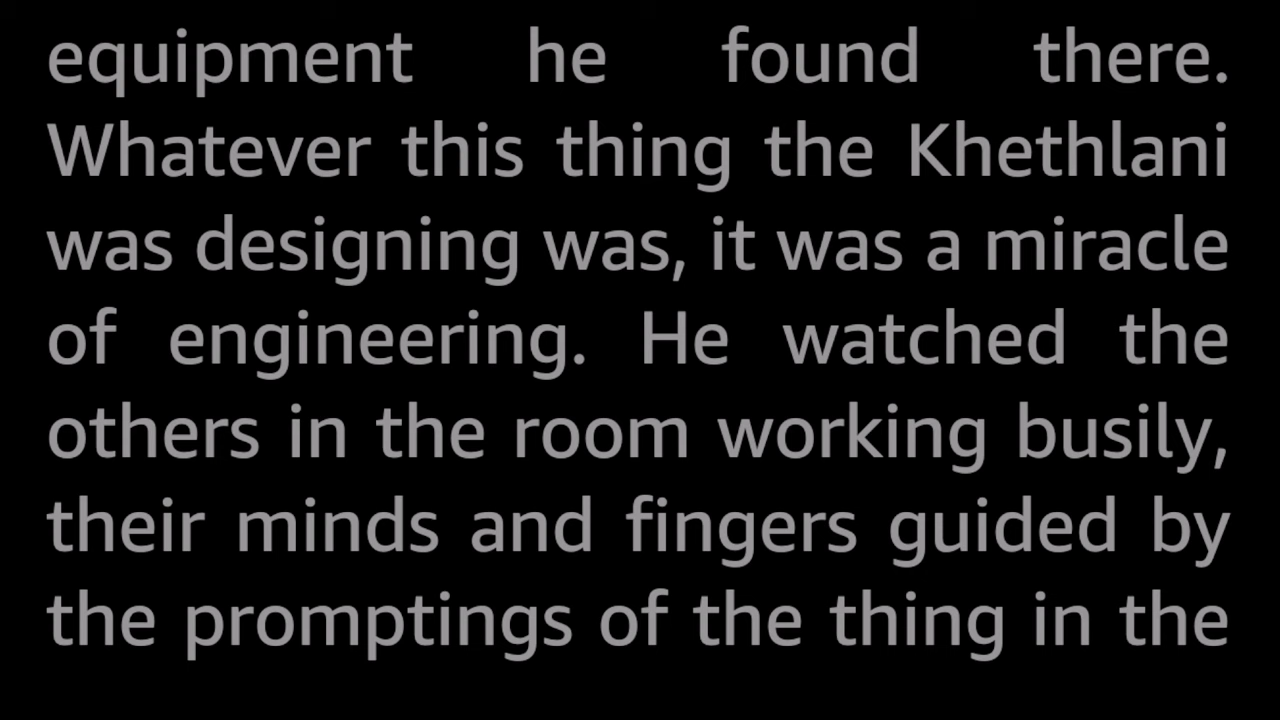 equipment he found there.
Whatever this thing the Khethlani
was designing was, it was a miracle
of engineering. He watched the
others in the room working busily,
their minds and fingers guided by
the promptings of the thing in the